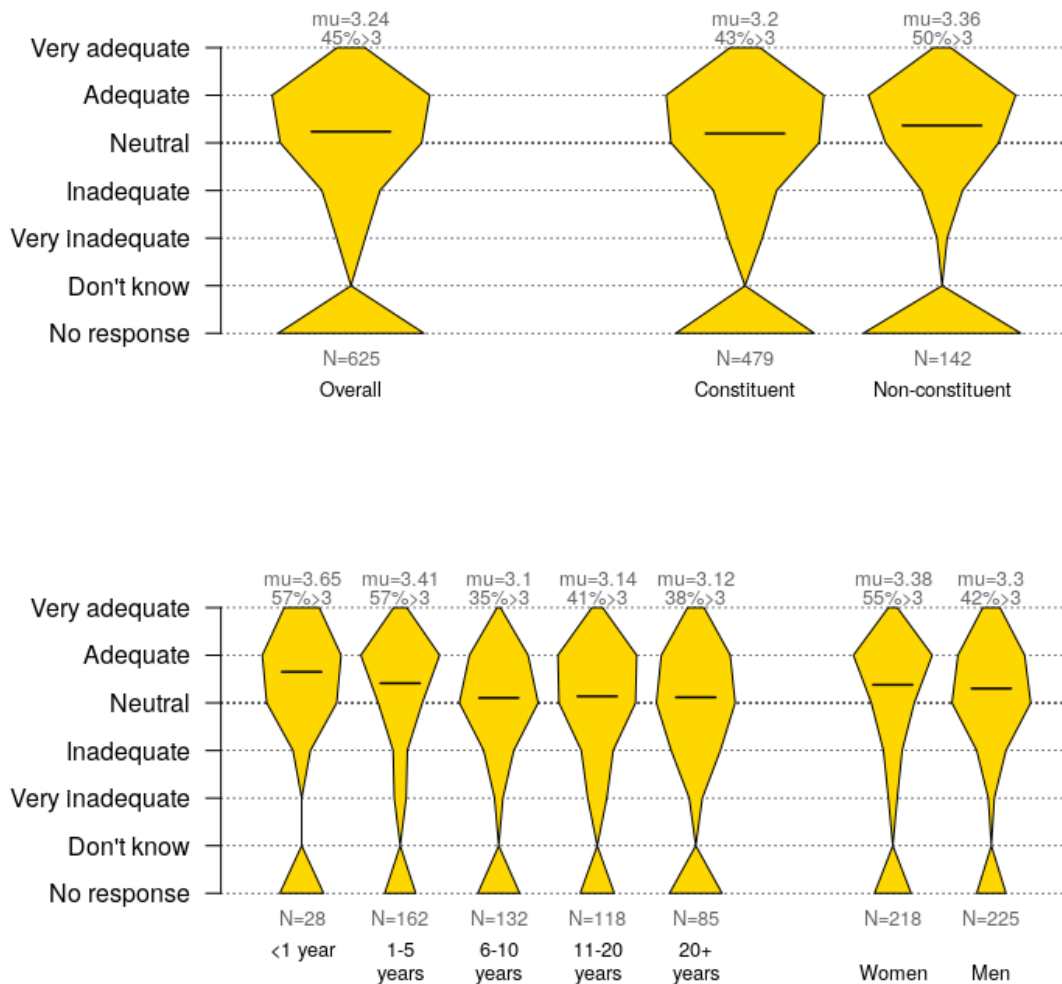 mu=3.24 mu=3.2 mu=3.36
45%>3 43%>3 50%>3
Very adequate
Adequate
Neutral
Inadequate
Very inadequate
Don't know
No response
N=625 N=479 N=142
Overall Constituent Non-constituent
mu=3.65 mu=3.41 mu=3.1 mu=3.14 mu=3.12 mu=3.38 mu=3.3
57%>3 57%>3 35%>3 41%>3 38%>3 55%>3 42%>3
Very adequate
Adequate
Neutral
Inadequate
Very inadequate
Don't know
No response
N=28 N=162 N=132 N=118 N=85 N=218 N=225
<1 year 1-5 6-10 11-20 20+
years years years years Women Men